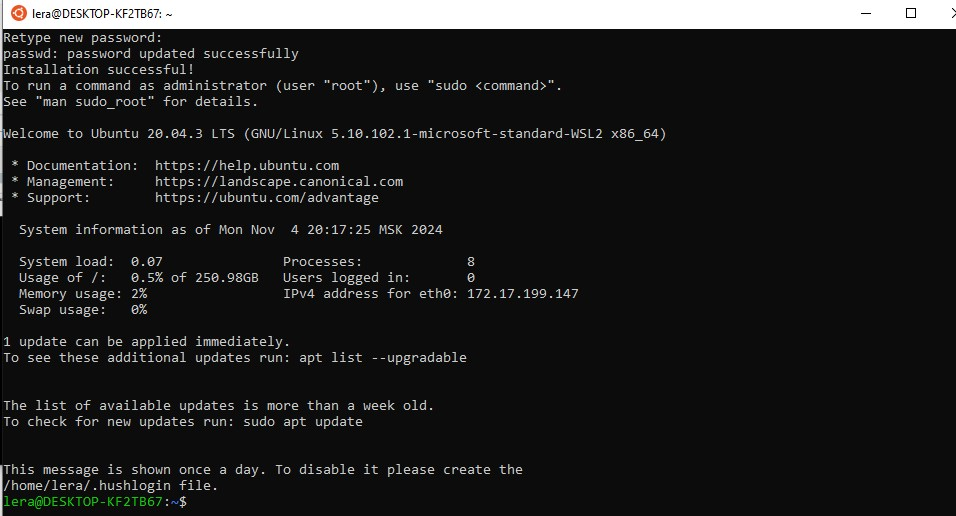 lera@DESKTOP-KF2TB67: ~
Retype new password:
passwd: password updated successfully
Installation successful!
To run a command as administrator (user "root"), use "sudo <command>".
See "man sudo_root" for details.
Welcome to Ubuntu 20.04.3 LTS (GNU/Linux 5.10.102.1-microsoft-standard-WSL2 x86_64)
* Documentation:  https://help.ubuntu.com
* Management:     https://landscape.canonical.com
* Support:        https://ubuntu.com/advantage
System information as of Mon Nov  4 20:17:25 MSK 2024
System load:  0.07               Processes:             8
Usage of /:   0.5% of 250.98GB   Users logged in:       0
Memory usage: 2%                 IPv4 address for eth0: 172.17.199.147
Swap usage:   0%
1 update can be applied immediately.
To see these additional updates run: apt list --upgradable
The list of available updates is more than a week old.
To check for new updates run: sudo apt update
This message is shown once a day. To disable it please create the
/home/lera/.hushlogin file.
lera@DESKTOP-KF2TB67:~$